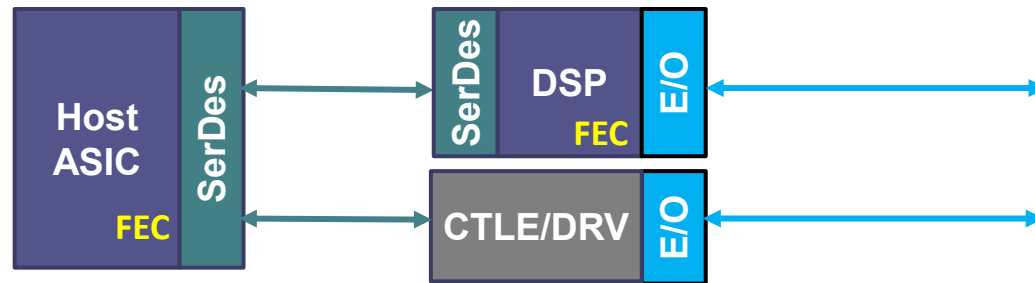 Host
ASIC
FEC
SerDes
SerDes
DSP
FEC
E/O
CTLE/DRV
E/O